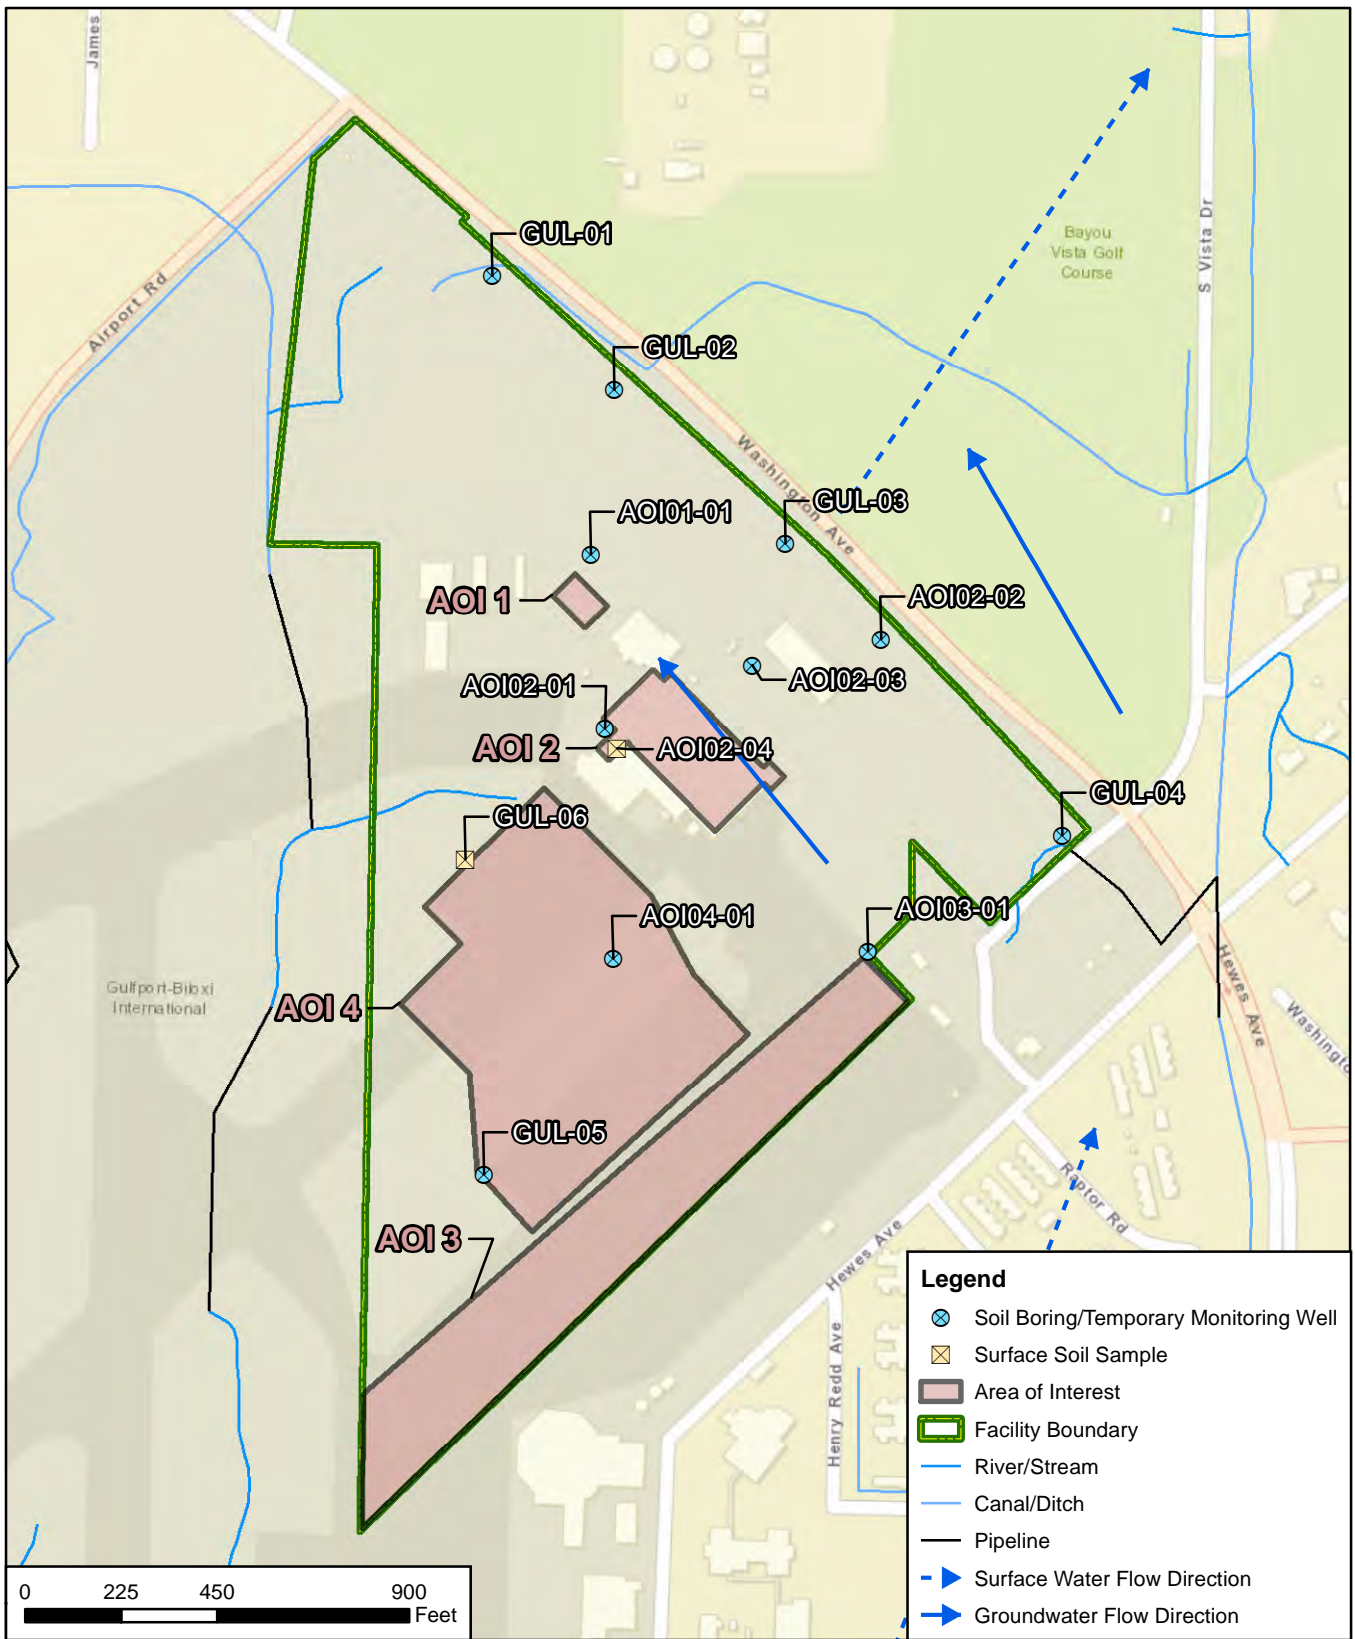 James
Airport Rd
GUL-01
GUL-02
Bayou
Vista Golf
Course
S Vista Dr
Washington Ave
GUL-03
AOI01-01
AOI 1
AOI02-02
AOI02-03
AOI02-01
AOI 2
AOI02-04
GUL-04
GUL-06
AOI03-01
AOI04-01
Gulfport-Biloxi
International
AOI 4
Hewes Ave
GUL-05
Raptor Rd
AOI 3
Hewes Ave
Henry Redd Ave
Legend
Soil Boring/Temporary Monitoring Well
Surface Soil Sample
Area of Interest
Facility Boundary
River/Stream
Canal/Ditch
Pipeline
Surface Water Flow Direction
Groundwater Flow Direction
0 225 450 900
Feet